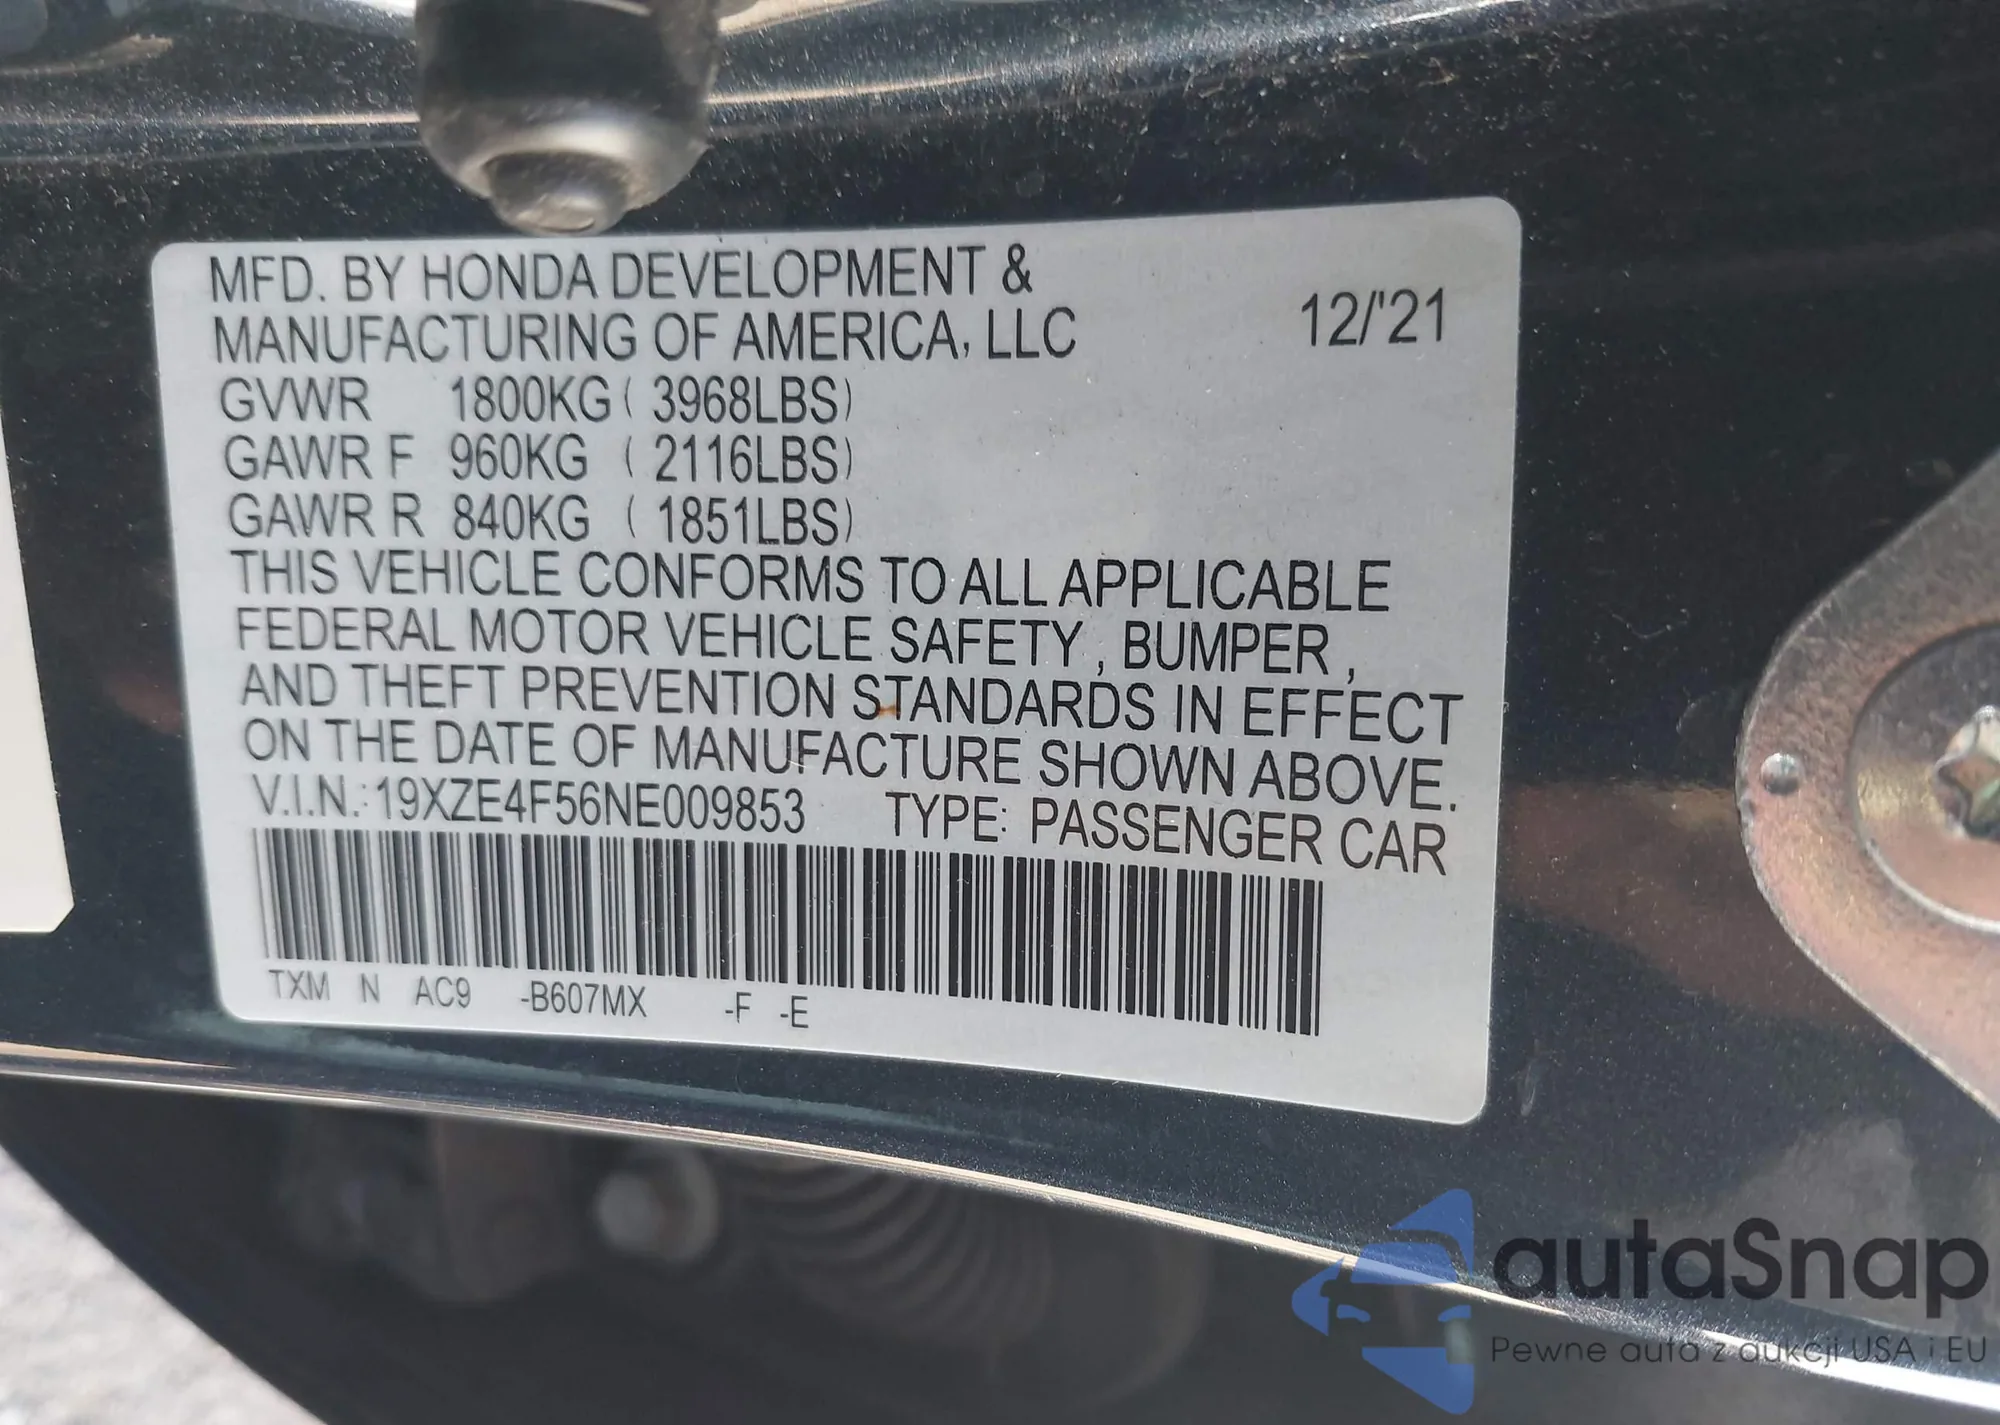 MFD. BY HONDA DEVELOPMENT &
MANUFACTURING OF AMERICA, LLC 12/'21
GVWR 1800KG ( 3968LBS)
GAWR F 960KG ( 2116LBS)
GAWR R 840KG ( 1851LBS)
THIS VEHICLE CONFORMS TO ALL APPLICABLE
FEDERAL MOTOR VEHICLE SAFETY , BUMPER ,
AND THEFT PREVENTION STANDARDS IN EFFECT
ON THE DATE OF MANUFACTURE SHOWN ABOVE.
V.I.N.:19XZE4F56NE009853 TYPE: PASSENGER CAR
TXM N AC9 -B607MX -F -E
autaSnap
Pewne auta z aukcji USA i EU